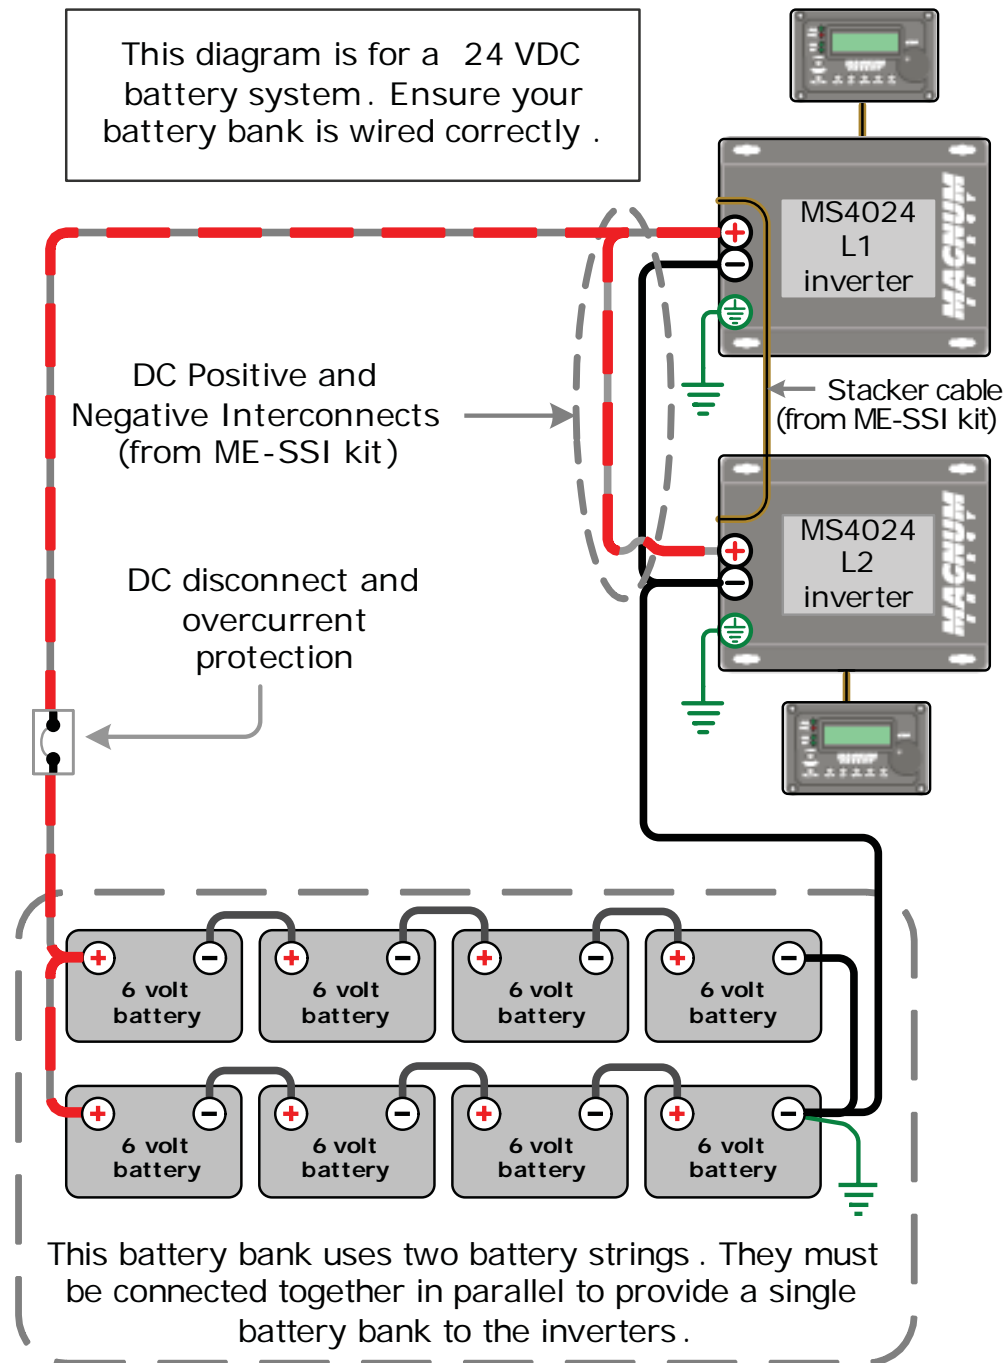 This diagram is for a 24 VDC
battery system. Ensure your
battery bank is wired correctly.
MS4024
L1
inverter
MAGNUM
DC Positive and
Negative Interconnects
(from ME-SSI kit)
Stacker cable
(from ME-SSI kit)
MS4024
L2
inverter
MAGNUM
DC disconnect and
overcurrent
protection
+
−
+
−
+
−
+
−
6 volt
battery
6 volt
battery
6 volt
battery
6 volt
battery
+
−
+
−
+
−
+
−
6 volt
battery
6 volt
battery
6 volt
battery
6 volt
battery
This battery bank uses two battery strings. They must
be connected together in parallel to provide a single
battery bank to the inverters.